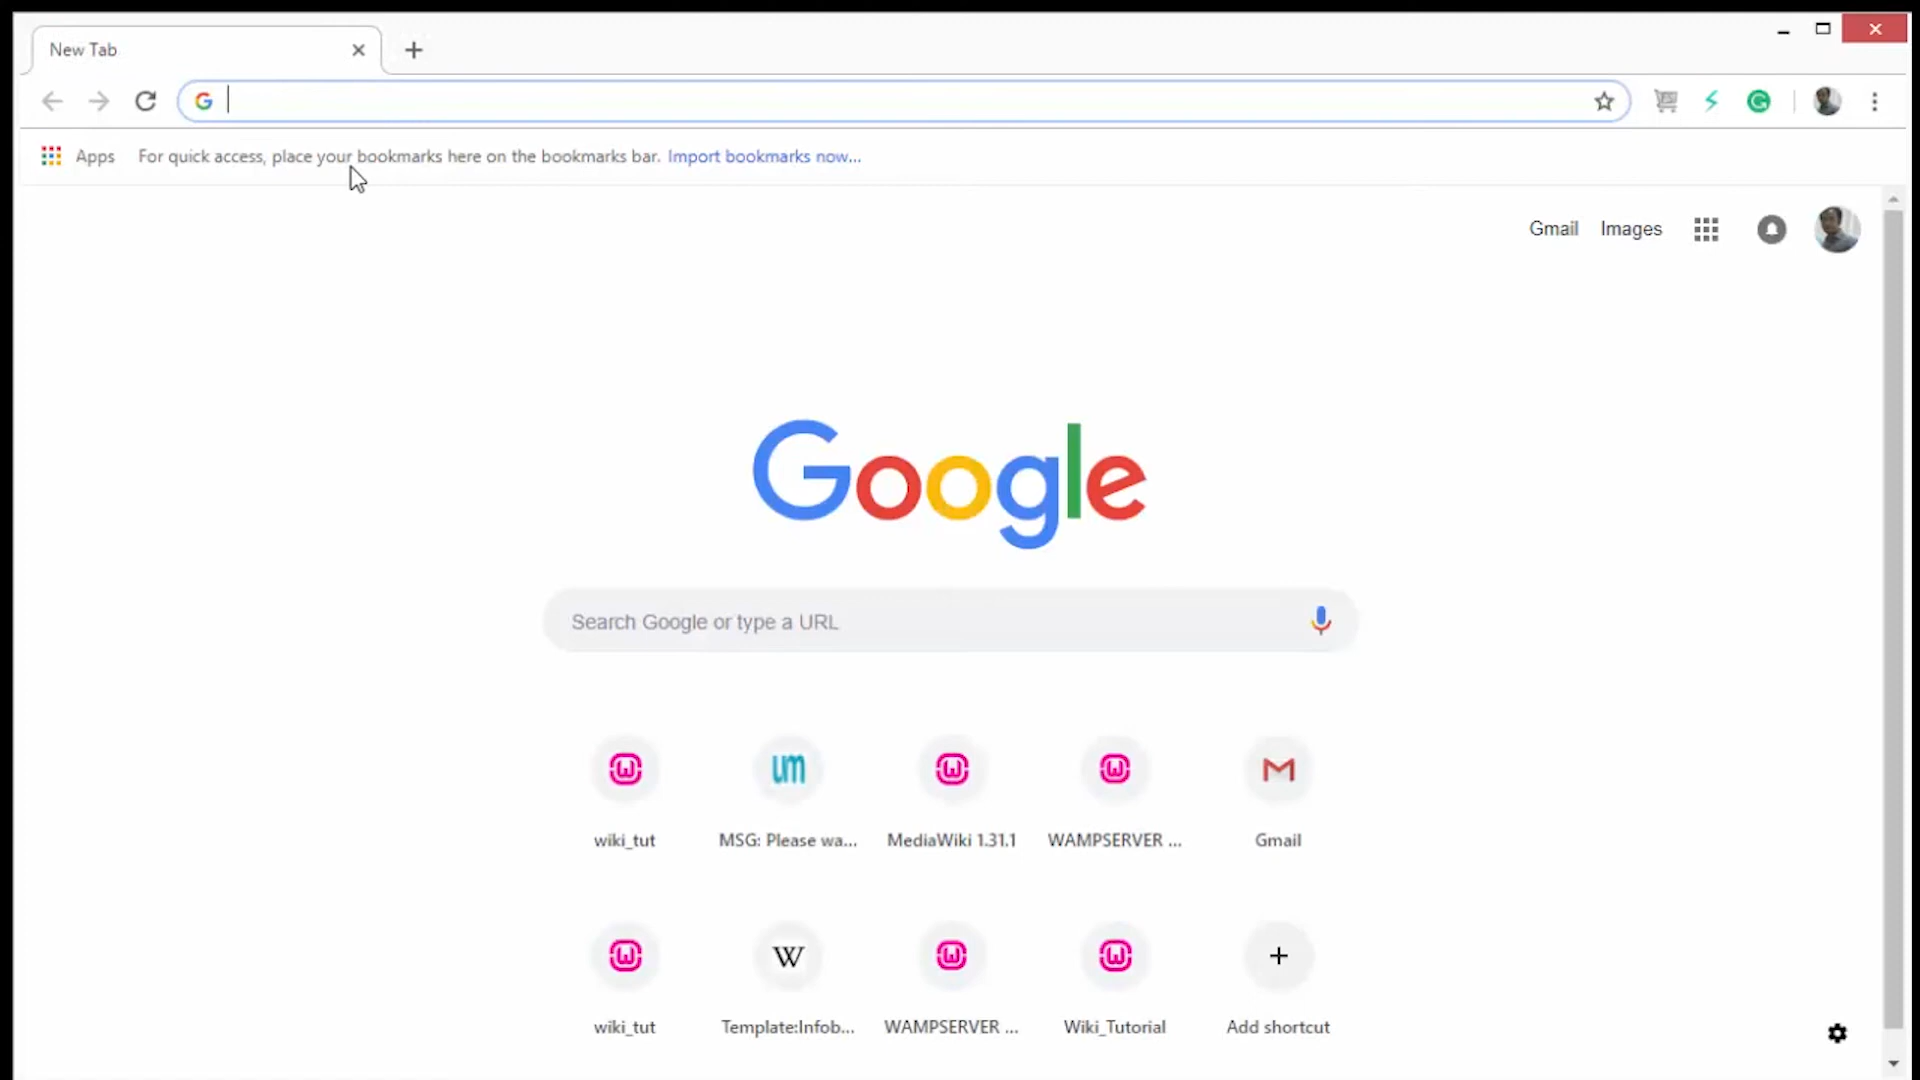 New Tab
Apps For quick access, place your bookmarks here on the bookmarks bar. Import bookmarks now...
Gmail Images
Google
Search Google or type a URL
wiki_tut MSG: Please wa... MediaWiki 1.31.1 WAMPSERVER ... Gmail
wiki_tut Template:Infob... WAMPSERVER ... Wiki_Tutorial Add shortcut